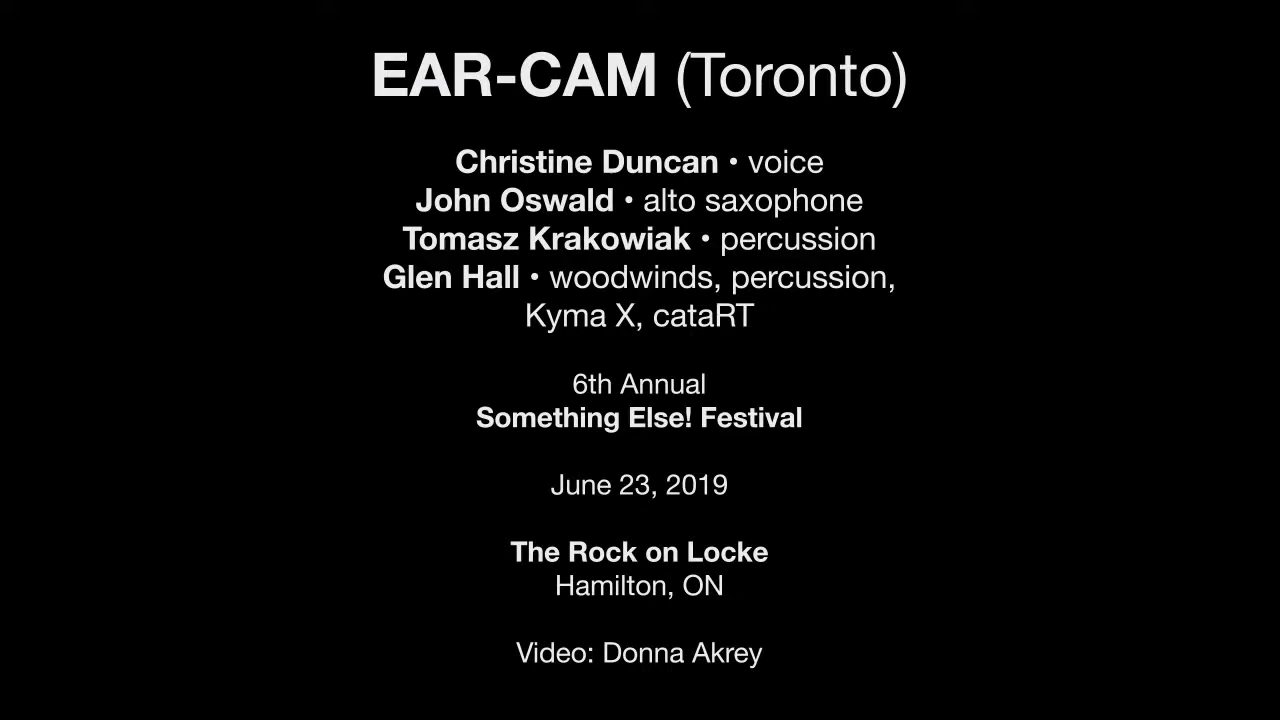 EAR-CAM (Toronto)
Christine Duncan • voice
John Oswald • alto saxophone
Tomasz Krakowiak • percussion
Glen Hall • woodwinds, percussion,
Kyma X, cataRT
6th Annual
Something Else! Festival
June 23, 2019
The Rock on Locke
Hamilton, ON
Video: Donna Akrey